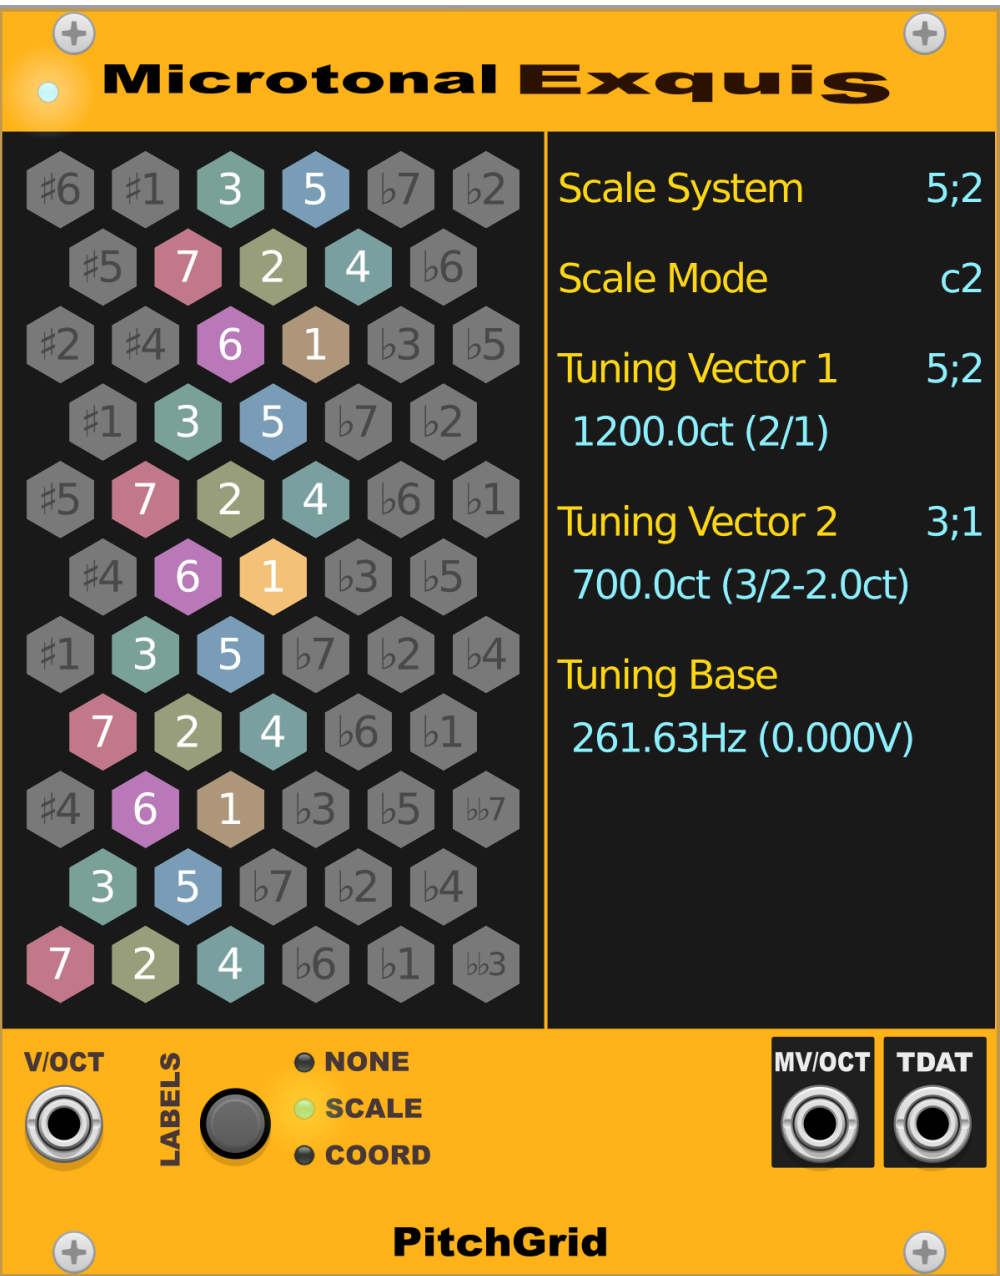 Microtonal Exquis
♯6 ♯1 3 5 ♭7 ♭2
♯5 7 2 4 ♭6
♯2 ♯4 6 1 ♭3 ♭5
♯1 3 5 ♭7 ♭2
♯5 7 2 4 ♭6 ♭1
♯4 6 1 ♭3 ♭5
♯1 3 5 ♭7 ♭2 ♭4
7 2 4 ♭6 ♭1
♯4 6 1 ♭3 ♭5 ♭♭7
3 5 ♭7 ♭2 ♭4
7 2 4 ♭6 ♭1 ♭♭3
Scale System 5;2
Scale Mode c2
Tuning Vector 1 5;2
1200.0ct (2/1)
Tuning Vector 2 3;1
700.0ct (3/2-2.0ct)
Tuning Base
261.63Hz (0.000V)
V/OCT
LABELS
NONE
SCALE
COORD
MV/OCT
TDAT
PitchGrid